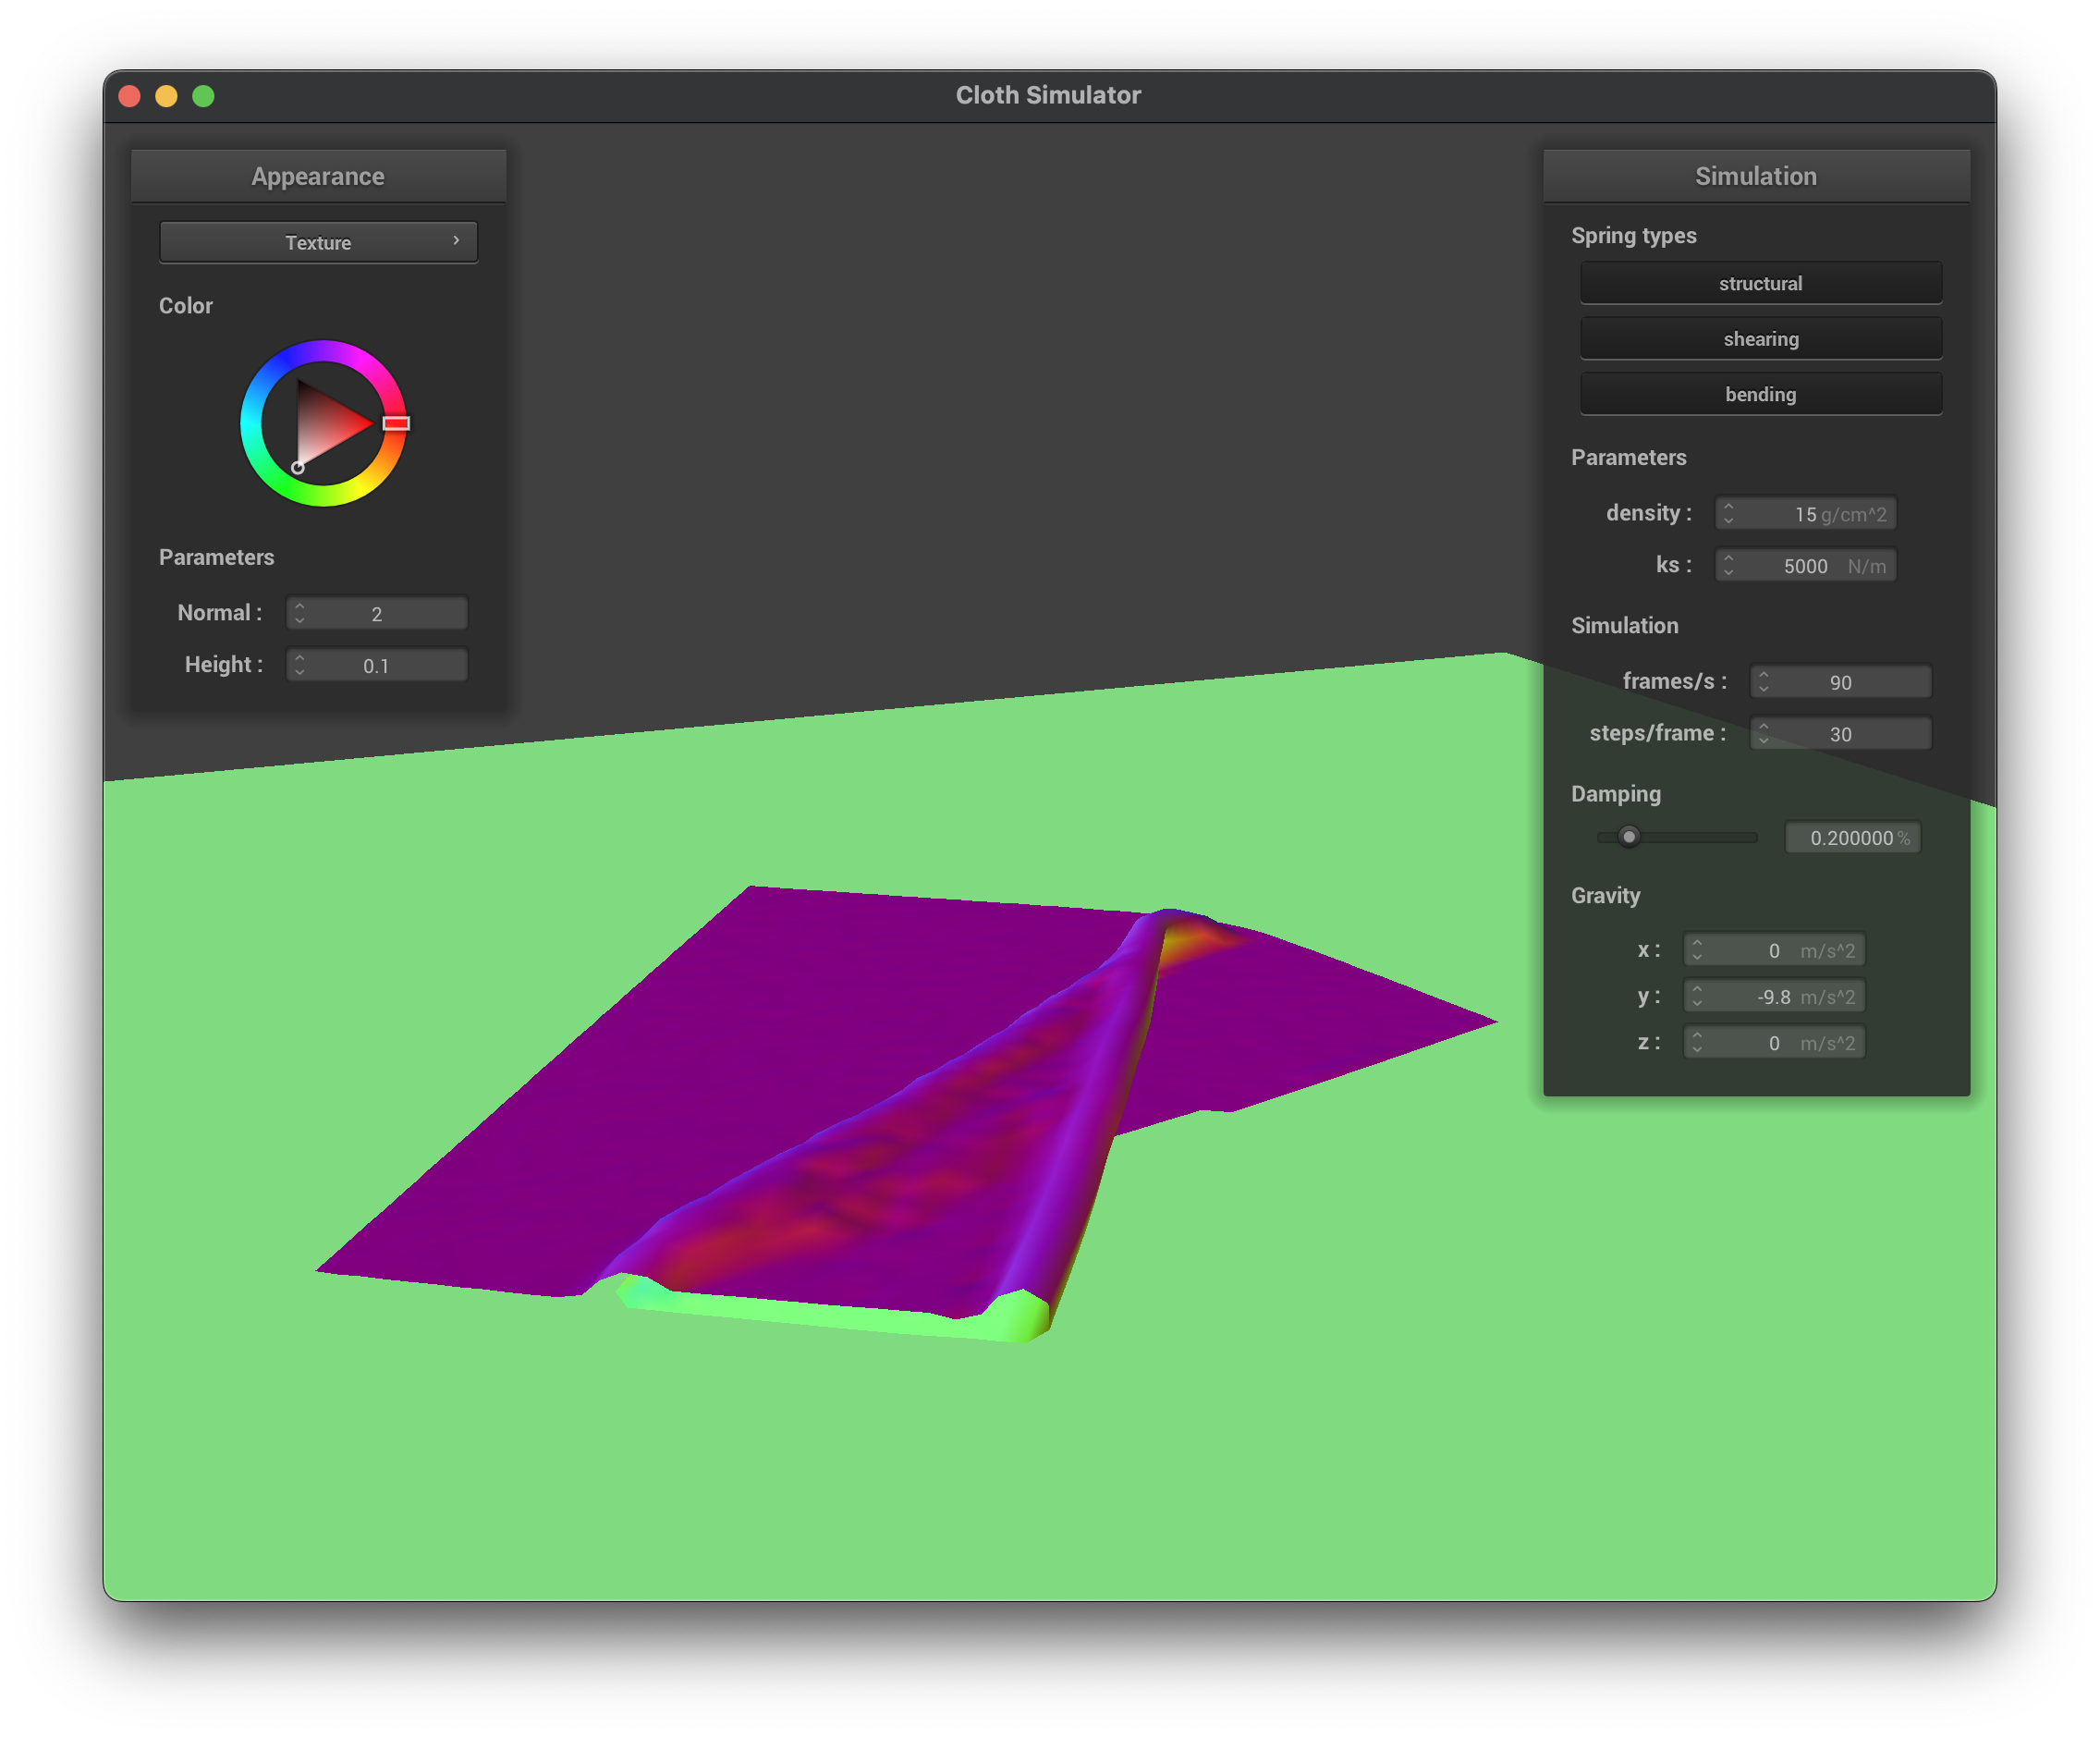 Cloth Simulator
Appearance
Texture
Color
Parameters
Normal : 2
Height : 0.1
Simulation
Spring types
structural
shearing
bending
Parameters
density : 15 g/cm^2
ks : 5000 N/m
Simulation
frames/s : 90
steps/frame : 30
Damping
0.200000 %
Gravity
x : 0 m/s^2
y : -9.8 m/s^2
z : 0 m/s^2